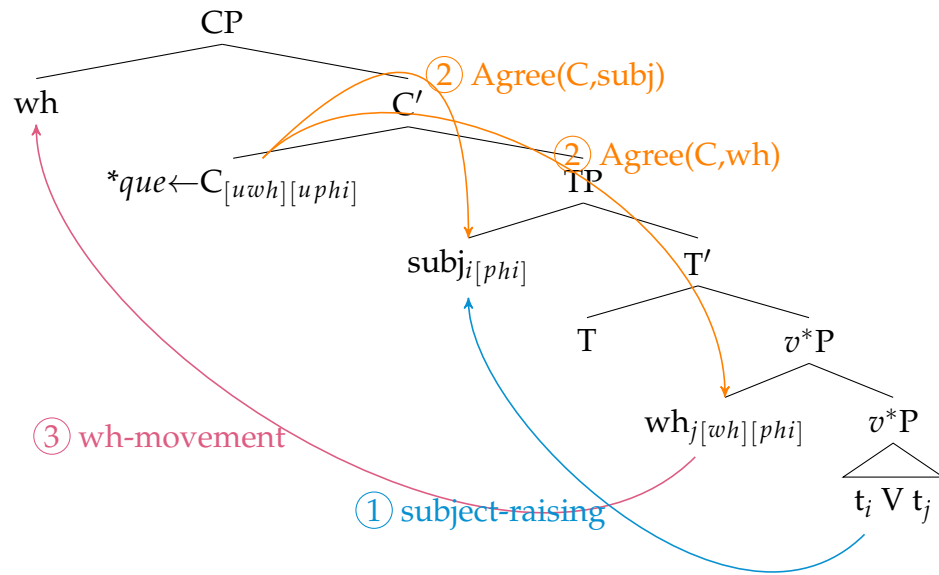 CP
② Agree(C,subj)
wh
C′
② Agree(C,wh)
*que←C[uwh][uphi]
TP
subji[phi]
T′
T
v*P
③ wh-movement
whj[wh][phi]
v*P
① subject-raising
ti V tj